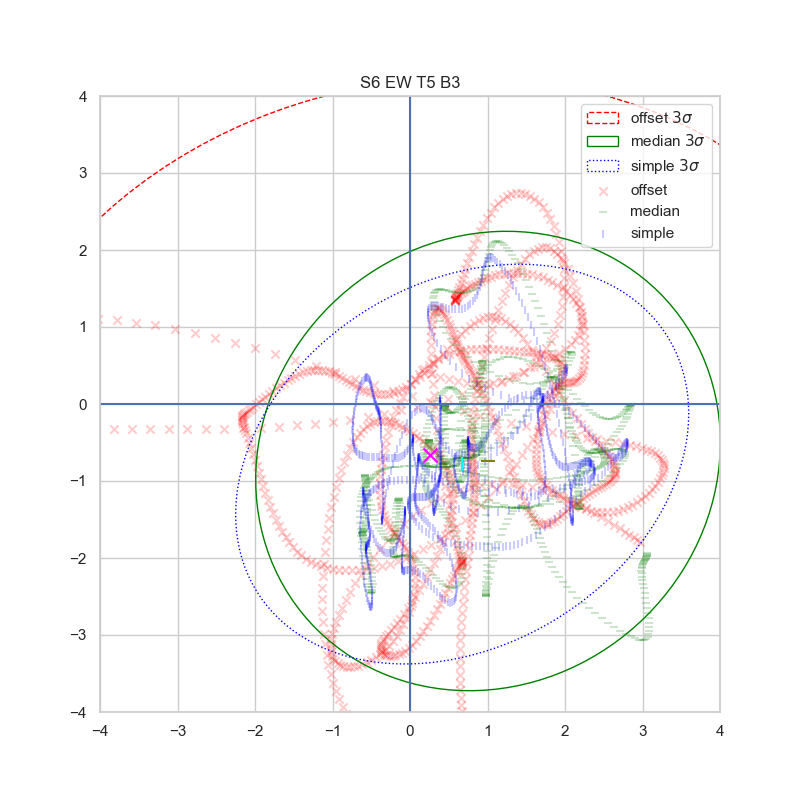 S6 EW T5 B3
offset 3σ
median 3σ
simple 3σ
offset
median
simple
4
3
2
1
0
−1
−2
−3
−4
−4 −3 −2 −1 0 1 2 3 4